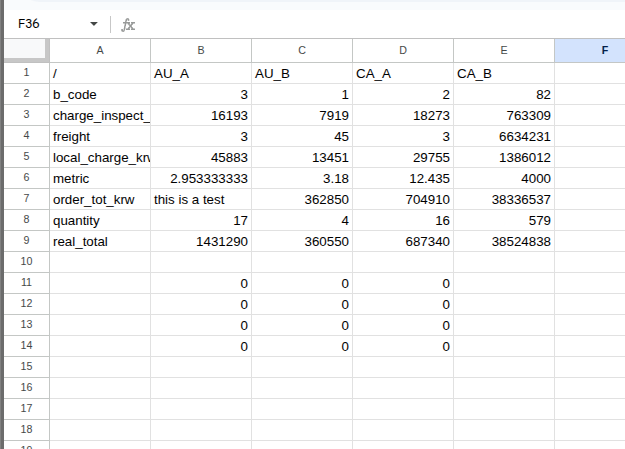 F36 fx
A B C D E F
1 / AU_A AU_B CA_A CA_B
2 b_code 3 1 2 82
3 charge_inspect_ 16193 7919 18273 763309
4 freight 3 45 3 6634231
5 local_charge_krw 45883 13451 29755 1386012
6 metric 2.953333333 3.18 12.435 4000
7 order_tot_krw this is a test 362850 704910 38336537
8 quantity 17 4 16 579
9 real_total 1431290 360550 687340 38524838
10
11 0 0 0
12 0 0 0
13 0 0 0
14 0 0 0
15
16
17
18
19